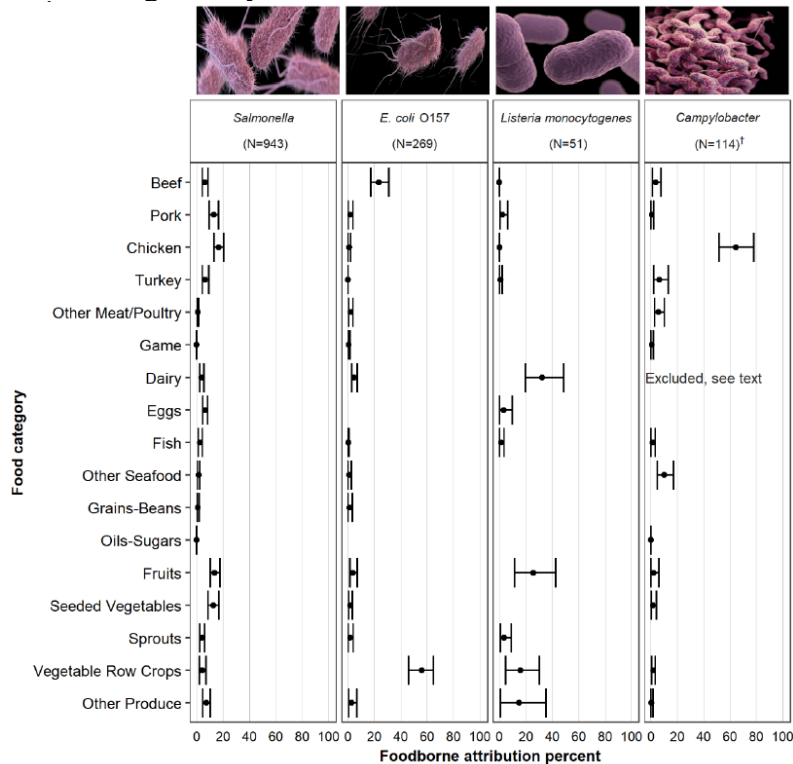 Salmonella
(N=943)
E. coli O157
(N=269)
Listeria monocytogenes
(N=51)
Campylobacter
(N=114)†
Food category
Beef
Pork
Chicken
Turkey
Other Meat/Poultry
Game
Dairy
Excluded, see text
Eggs
Fish
Other Seafood
Grains-Beans
Oils-Sugars
Fruits
Seeded Vegetables
Sprouts
Vegetable Row Crops
Other Produce
0 20 40 60 80 100 0 20 40 60 80 100 0 20 40 60 80 100 0 20 40 60 80 100
Foodborne attribution percent